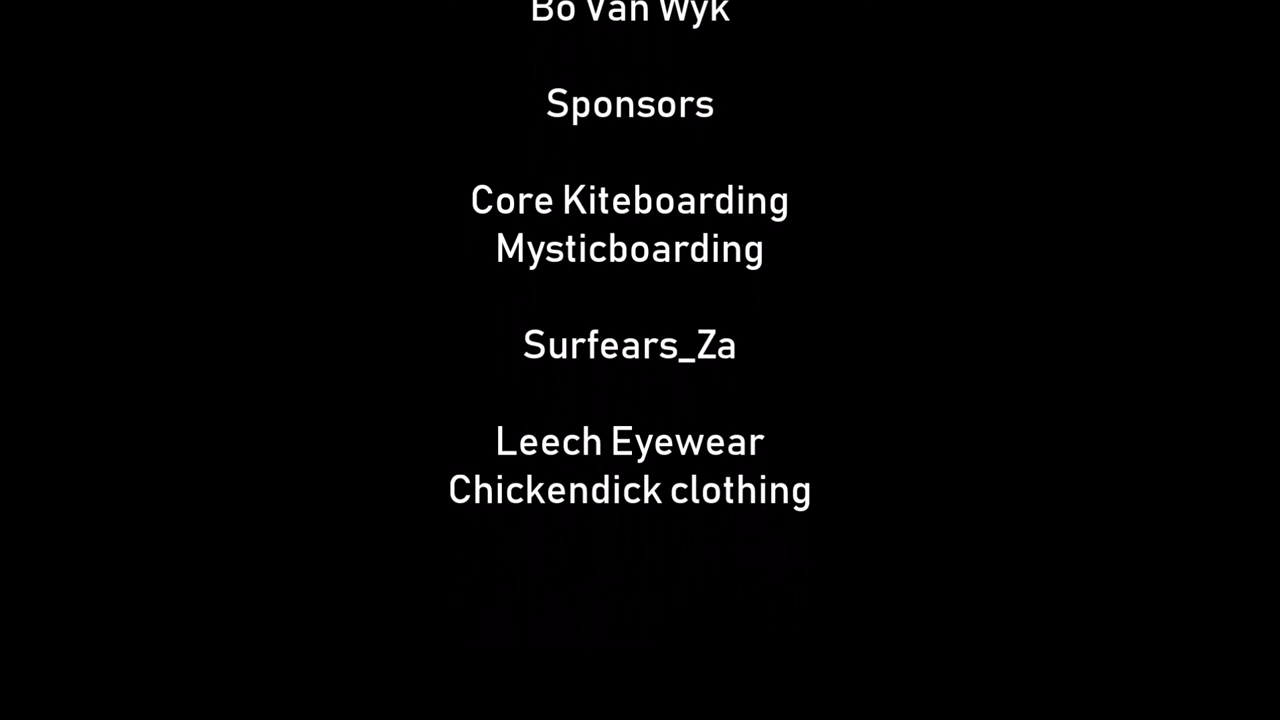 Bo Van Wyk
Sponsors
Core Kiteboarding
Mysticboarding
Surfears_Za
Leech Eyewear
Chickendick clothing